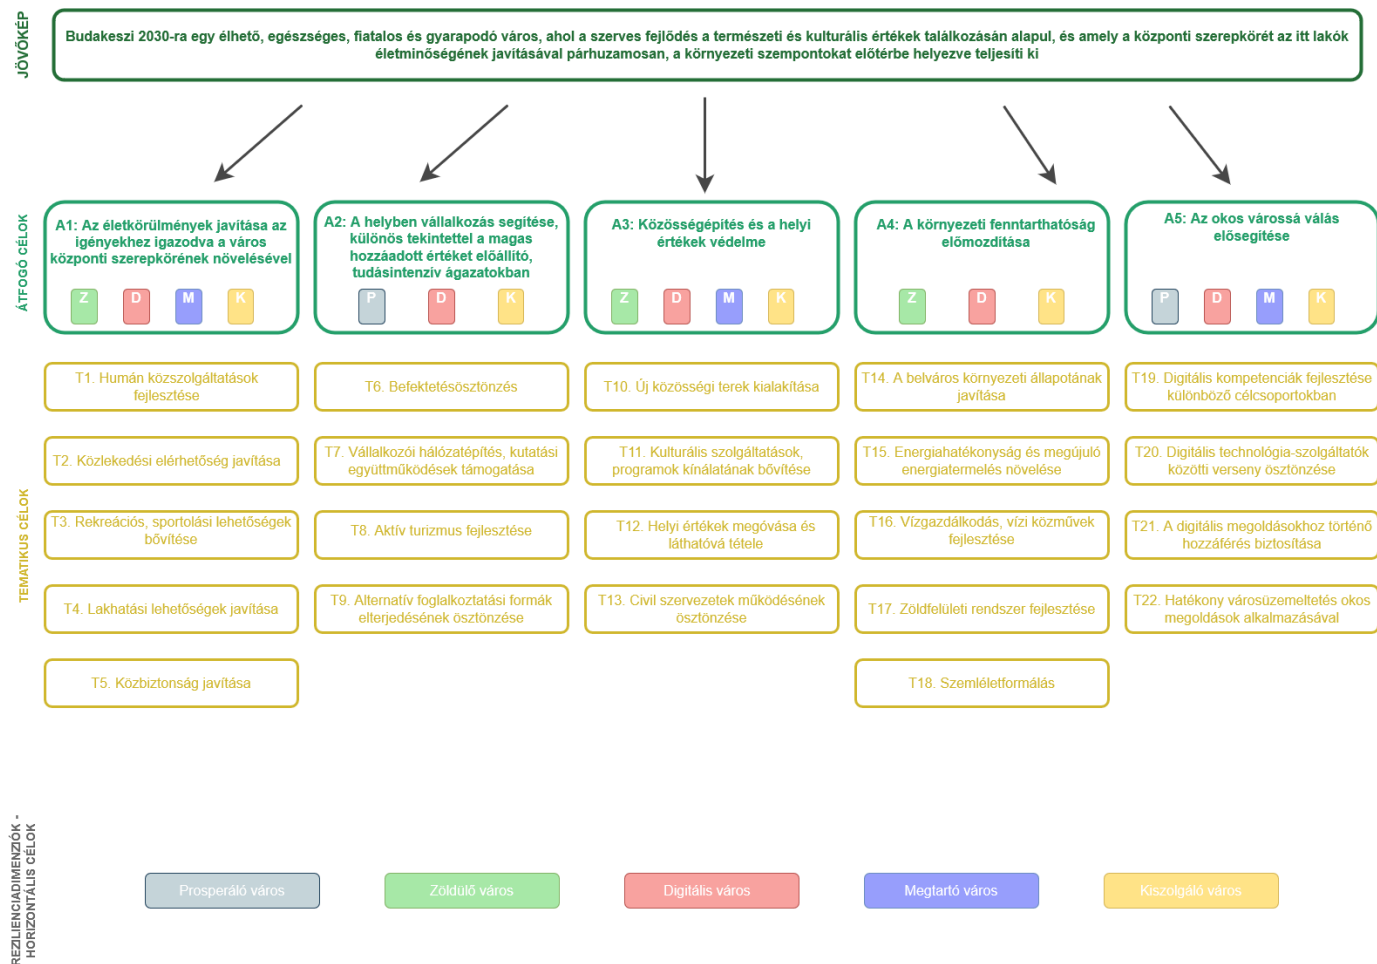 JÖVŐKÉP
Budakeszi 2030-ra egy élhető, egészséges, fiatalos és gyarapodó város, ahol a szerves fejlődés a természeti és kulturális értékek találkozásán alapul, és amely a központi szerepkörét az itt lakók
életminőségének javításával párhuzamosan, a környezeti szempontokat előtérbe helyezve teljesíti ki
ÁTFOGÓ CÉLOK
A1: Az életkörülmények javítása az
igényekhez igazodva a város
központi szerepkörének növelésével
Z D M K
A2: A helyben vállalkozás segítése,
különös tekintettel a magas
hozzáadott értéket előállító,
tudásintenzív ágazatokban
P D K
A3: Közösségépítés és a helyi
értékek védelme
Z D M K
A4: A környezeti fenntarthatóság
előmozdítása
Z D K
A5: Az okos várossá válás
elősegítése
P D M K
TEMATIKUS CÉLOK
T1. Humán közszolgáltatások
fejlesztése
T2. Közlekedési elérhetőség javítása
T3. Rekreációs, sportolási lehetőségek
bővítése
T4. Lakhatási lehetőségek javítása
T5. Közbiztonság javítása
T6. Befektetésösztönzés
T7. Vállalkozói hálózatépítés, kutatási
együttműködések támogatása
T8. Aktív turizmus fejlesztése
T9. Alternatív foglalkoztatási formák
elterjedésének ösztönzése
T10. Új közösségi terek kialakítása
T11. Kulturális szolgáltatások,
programok kínálatának bővítése
T12. Helyi értékek megóvása és
láthatóvá tétele
T13. Civil szervezetek működésének
ösztönzése
T14. A belváros környezeti állapotának
javítása
T15. Energiahatékonyság és megújuló
energiatermelés növelése
T16. Vízgazdálkodás, vízi közművek
fejlesztése
T17. Zöldfelületi rendszer fejlesztése
T18. Szemléletformálás
T19. Digitális kompetenciák fejlesztése
különböző célcsoportokban
T20. Digitális technológia-szolgáltatók
közötti verseny ösztönzése
T21. A digitális megoldásokhoz történő
hozzáférés biztosítása
T22. Hatékony városüzemeltetés okos
megoldások alkalmazásával
REZILIENCIADIMENZIÓK -
HORIZONTÁLIS CÉLOK
Prosperáló város
Zöldülő város
Digitális város
Megtartó város
Kiszolgáló város